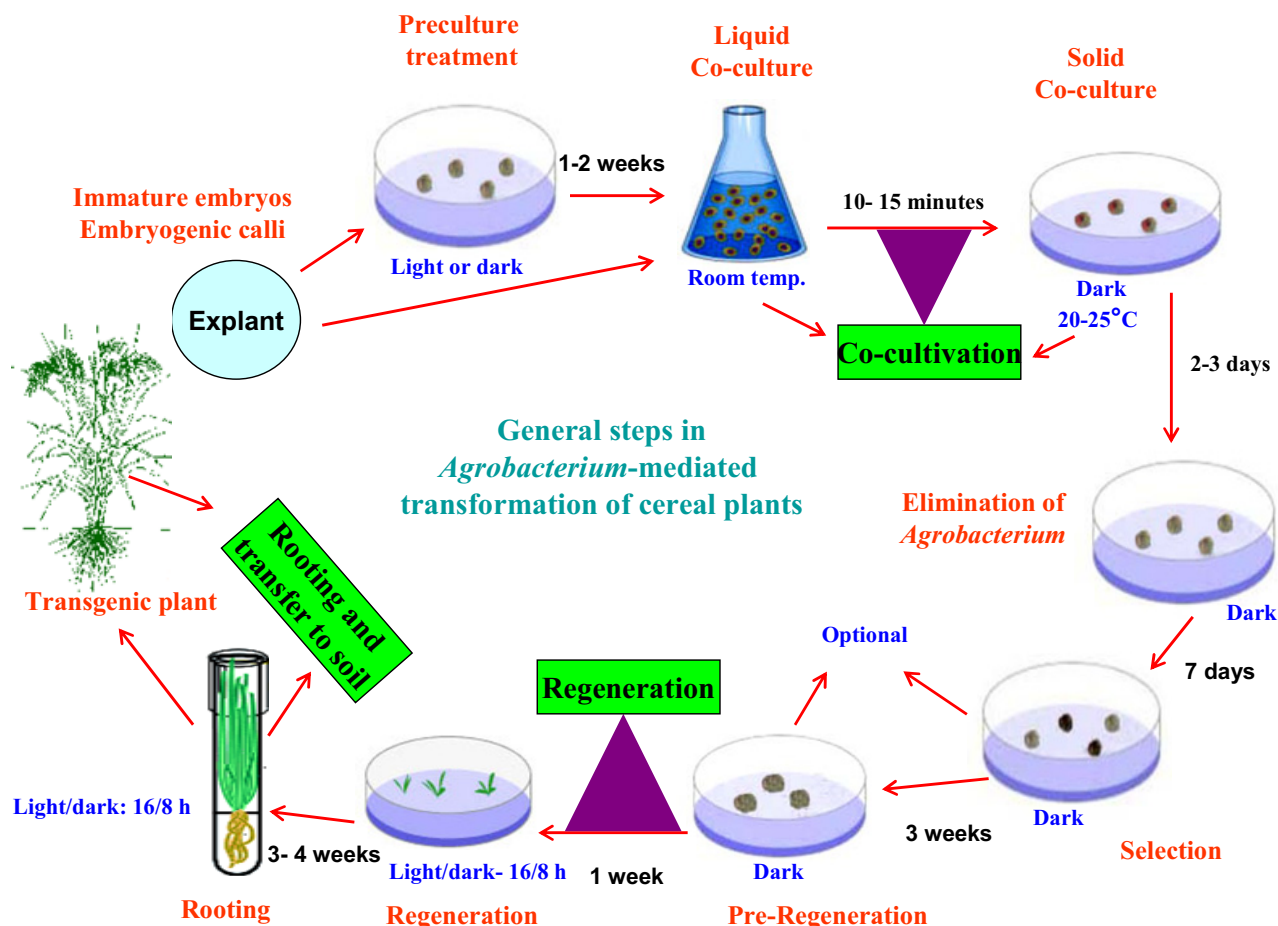 Preculture
treatment
Liquid
Co-culture
Solid
Co-culture
1-2 weeks
Immature embryos
Embryogenic calli
10- 15 minutes
Light or dark
Room temp.
Dark
20-25°C
Explant
Co-cultivation
2-3 days
General steps in
Agrobacterium-mediated
transformation of cereal plants
Elimination of
Agrobacterium
Rooting and
transfer to soil
Transgenic plant
Dark
Optional
7 days
Regeneration
Light/dark: 16/8 h
Dark
3 weeks
Selection
3- 4 weeks
Light/dark- 16/8 h
1 week
Dark
Rooting
Regeneration
Pre-Regeneration